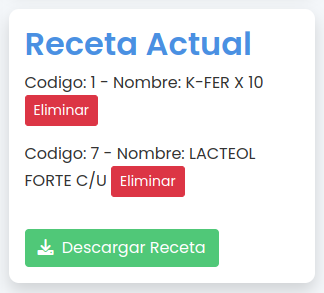 Receta Actual
Codigo: 1 - Nombre: K-FER X 10
Eliminar
Codigo: 7 - Nombre: LACTEOL
FORTE C/U Eliminar
Descargar Receta